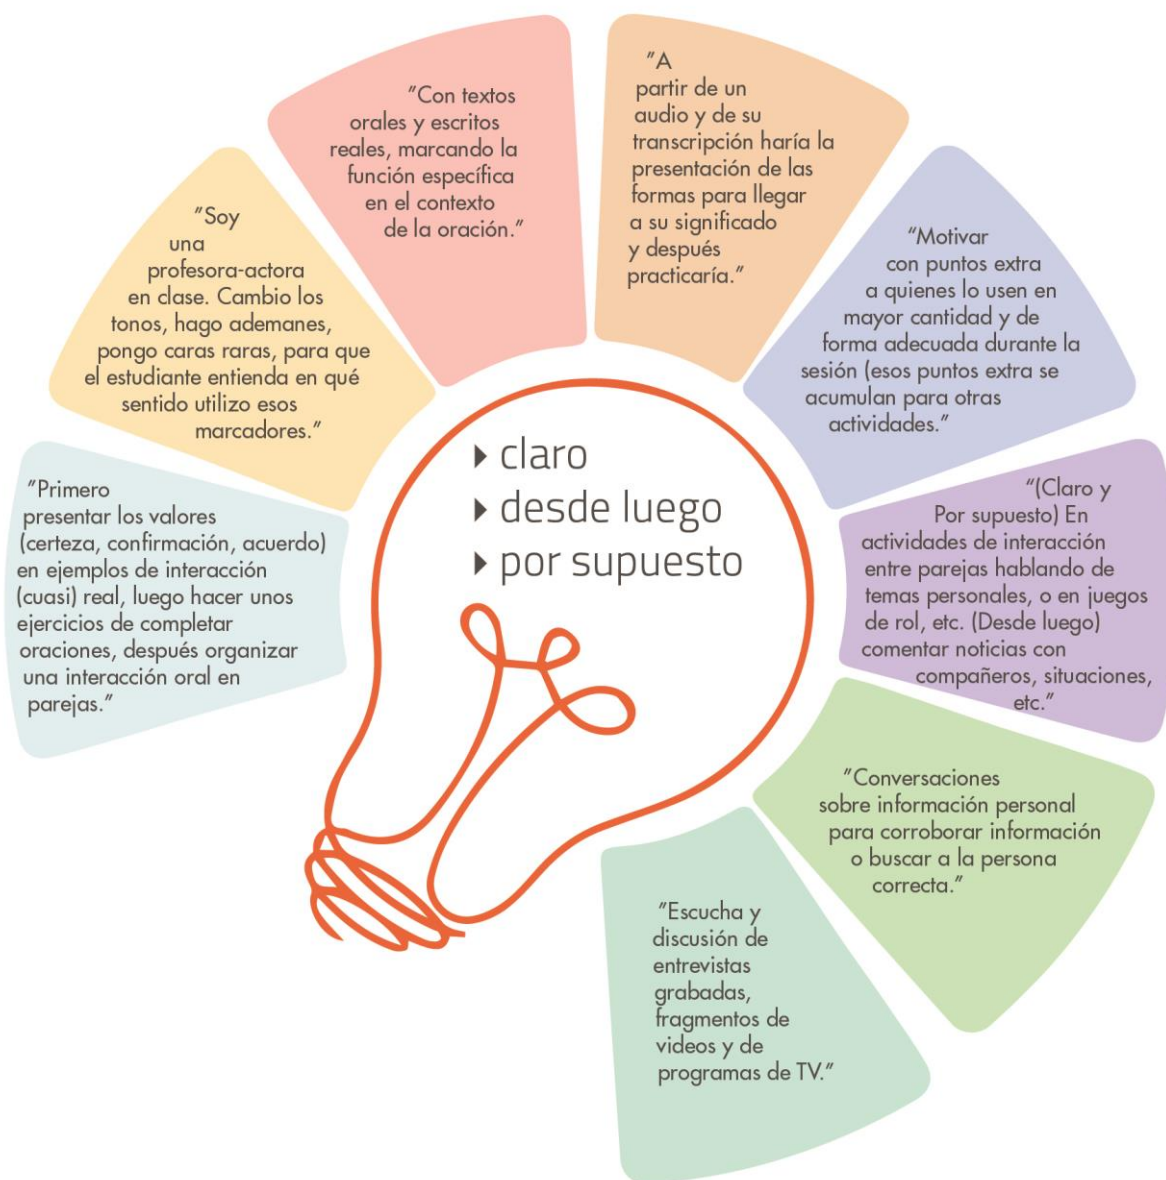 "Primero
presentar los valores
(certeza, confirmación, acuerdo)
en ejemplos de interacción
(cuasi) real, luego hacer unos
ejercicios de completar
oraciones, después organizar
una interacción oral en
parejas."
"Soy
una
profesora-actora
en clase. Cambio los
tonos, hago ademanes,
pongo caras raras, para que
el estudiante entienda en qué
sentido utilizo esos
marcadores."
"Con textos
orales y escritos
reales, marcando la
función específica
en el contexto
de la oración."
"A
partir de un
audio y de su
transcripción haría la
presentación de las
formas para llegar
a su significado
y después
practicaría."
"Motivar
con puntos extra
a quienes lo usen en
mayor cantidad y de
forma adecuada durante la
sesión (esos puntos extra se
acumulan para otras
actividades."
"(Claro y
Por supuesto) En
actividades de interacción
entre parejas hablando de
temas personales, o en juegos
de rol, etc. (Desde luego)
comentar noticias con
compañeros, situaciones,
etc."
"Conversaciones
sobre información personal
para corroborar información
o buscar a la persona
correcta."
"Escucha y
discusión de
entrevistas
grabadas,
fragmentos de
videos y de
programas de TV."
‣ claro
‣ desde luego
‣ por supuesto